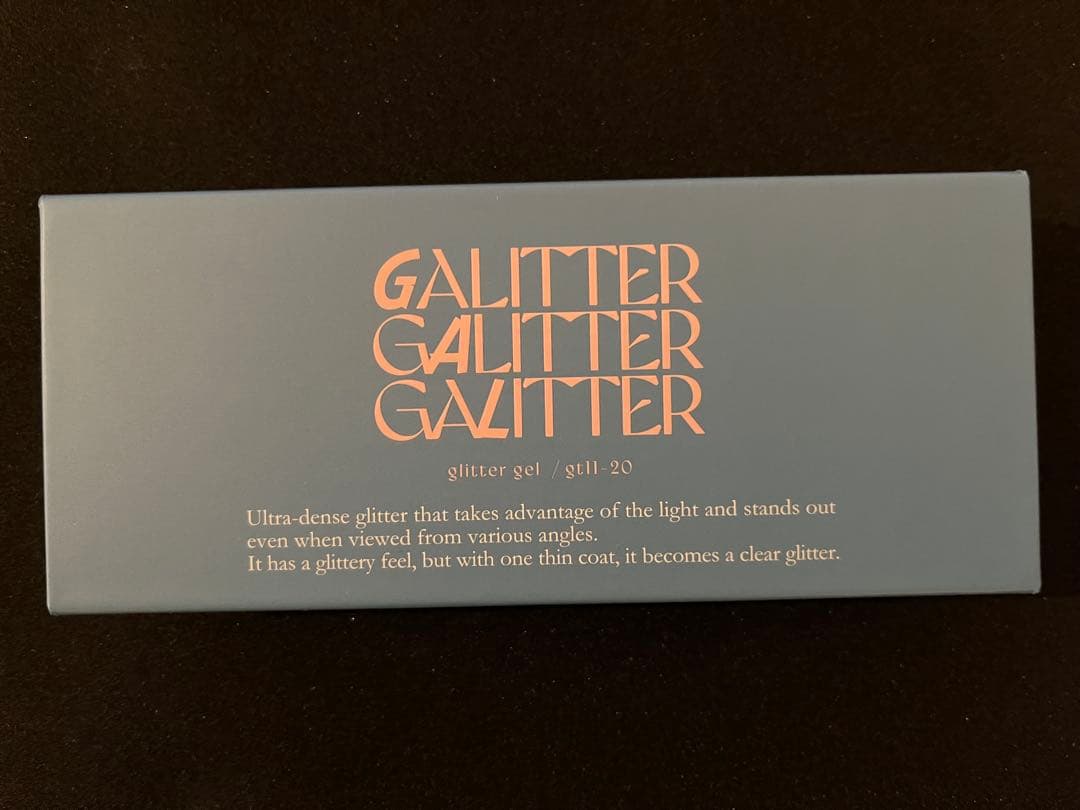 GALITTER
GALITTER
GALITTER
glitter gel / gt11-20
Ultra-dense glitter that takes advantage of the light and stands out
even when viewed from various angles.
It has a glittery feel, but with one thin coat, it becomes a clear glitter.